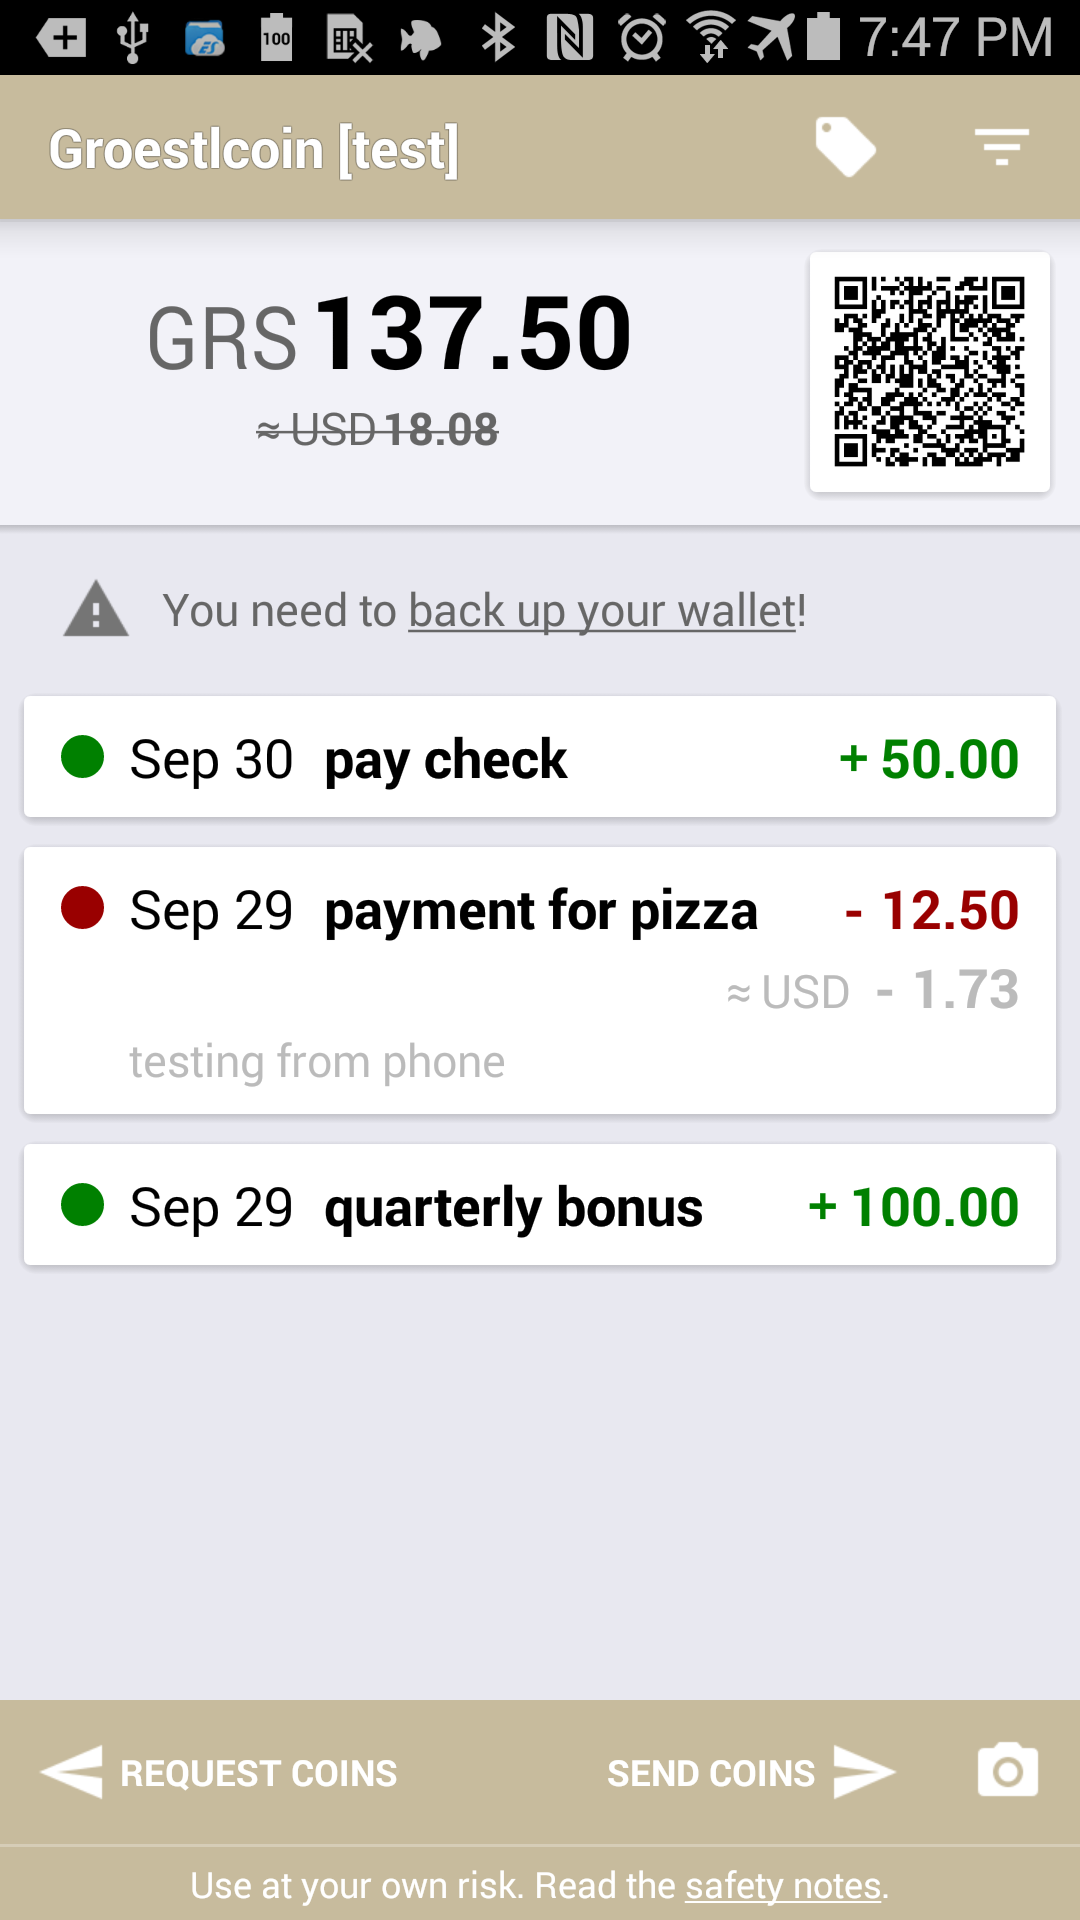 100 7:47 PM
Groestlcoin [test]
GRS 137.50
≈ USD 18.08
You need to back up your wallet!
Sep 30 pay check + 50.00
Sep 29 payment for pizza - 12.50
≈ USD - 1.73
testing from phone
Sep 29 quarterly bonus + 100.00
REQUEST COINS SEND COINS
Use at your own risk. Read the safety notes.